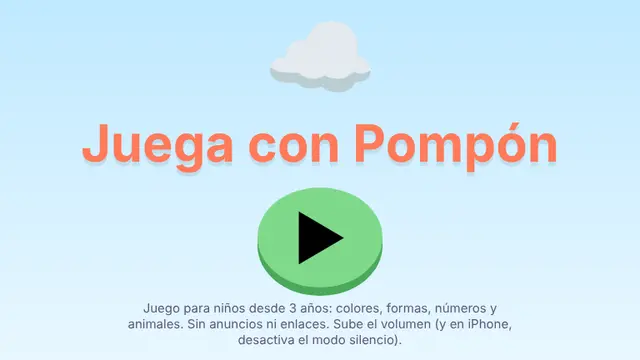 Juega con Pompón
Juego para niños desde 3 años: colores, formas, números y
animales. Sin anuncios ni enlaces. Sube el volumen (y en iPhone,
desactiva el modo silencio).